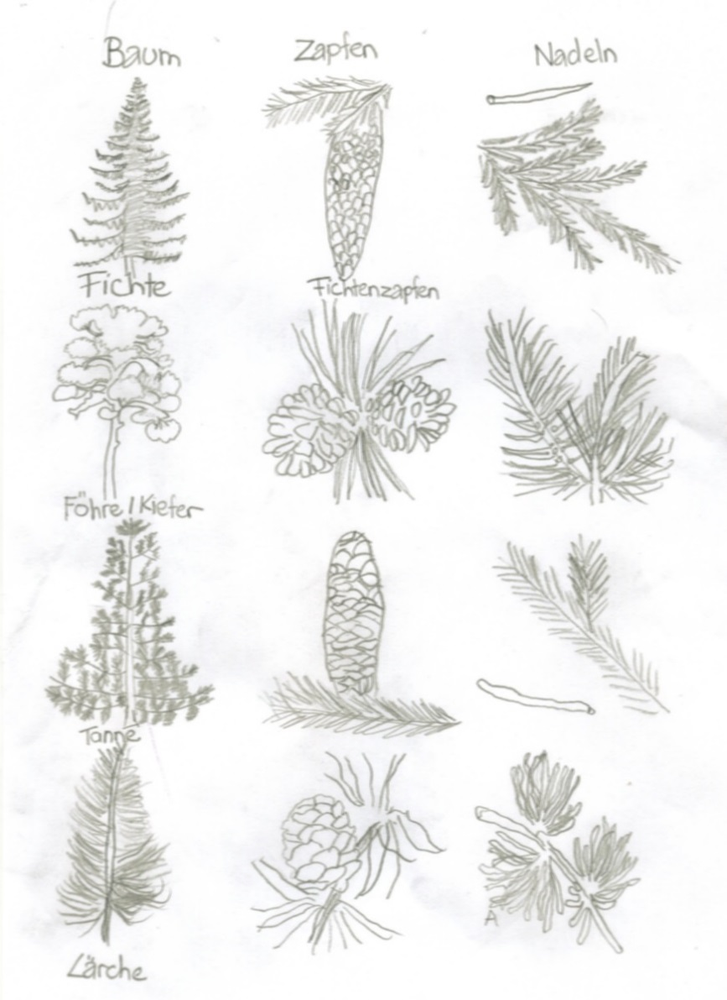 Baum Zapfen Nadeln
Fichte Fichtenzapfen
Föhre / Kiefer
Tanne
A
Lärche